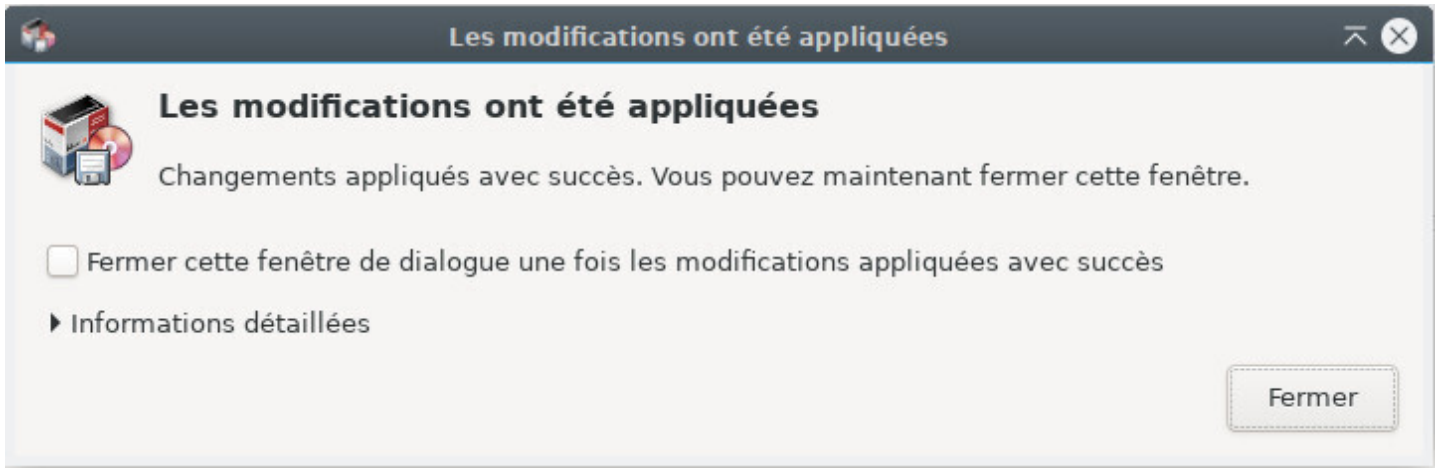 Les modifications ont été appliquées
Les modifications ont été appliquées
Changements appliqués avec succès. Vous pouvez maintenant fermer cette fenêtre.
Fermer cette fenêtre de dialogue une fois les modifications appliquées avec succès
Informations détaillées
Fermer